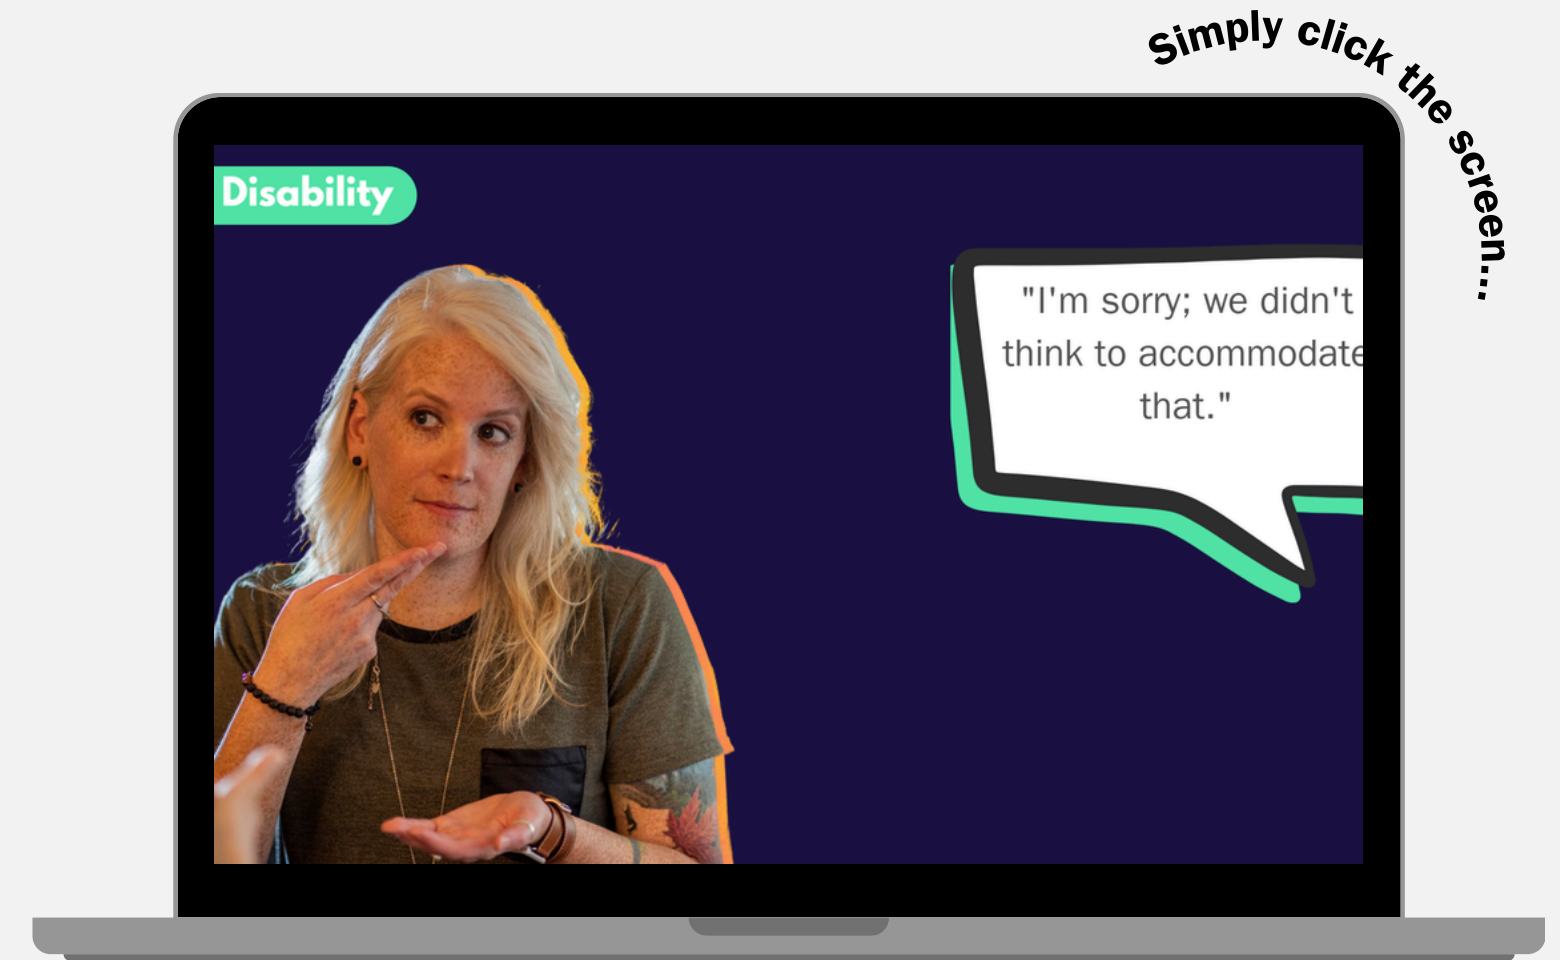 Simply click the screen...
Disability
"I'm sorry; we didn't
think to accommodate
that."